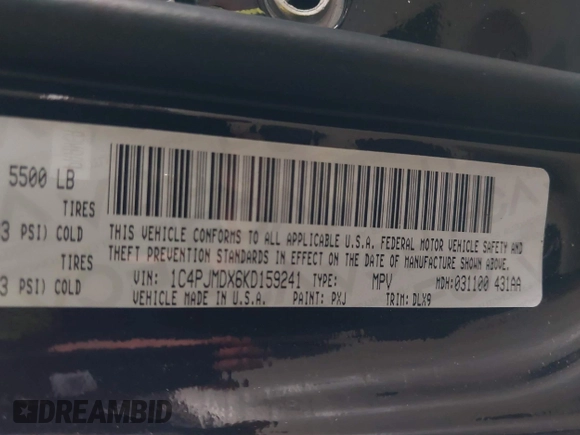 5500 LB
TIRES
3 PSI) COLD
TIRES
3 PSI) COLD
THIS VEHICLE CONFORMS TO ALL APPLICABLE U.S.A. FEDERAL MOTOR VEHICLE SAFETY AND
THEFT PREVENTION STANDARDS IN EFFECT ON THE DATE OF MANUFACTURE SHOWN ABOVE.
VIN: 1C4PJMDX6KD159241 TYPE: MPV MDH:031100 431AA
VEHICLE MADE IN U.S.A. PAINT: PXJ TRIM: DLX9
DREAMBID